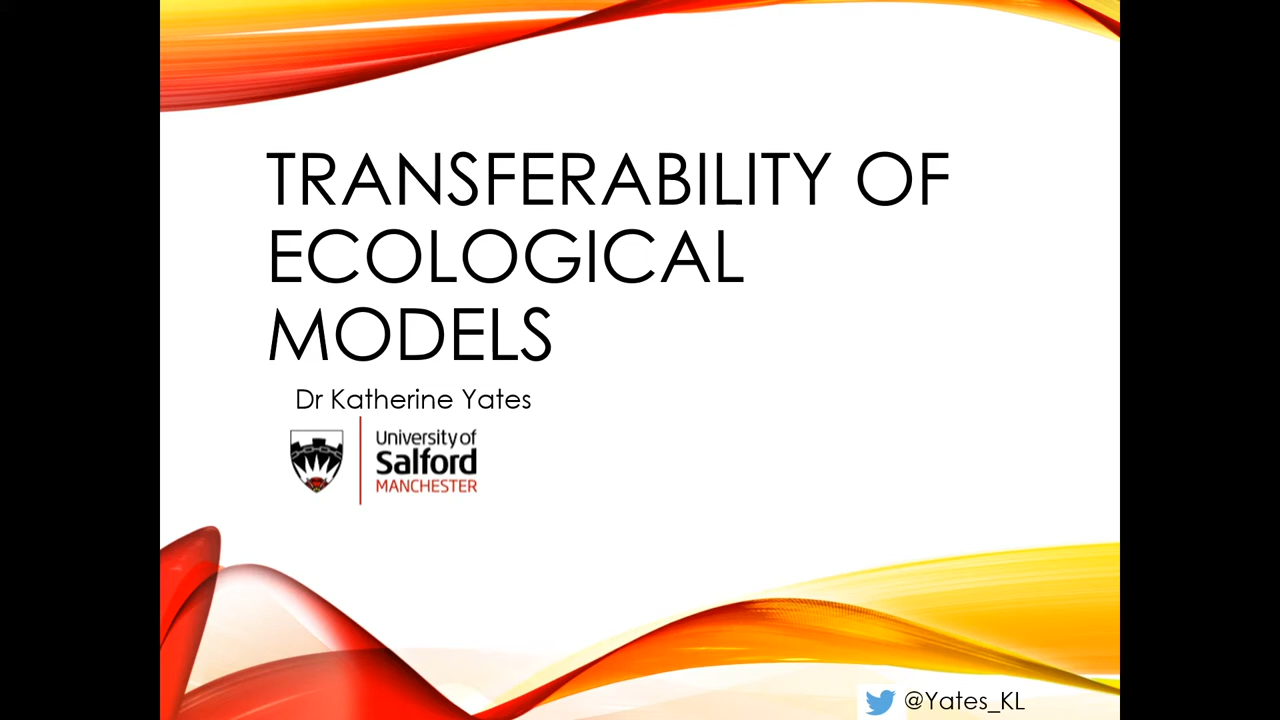 TRANSFERABILITY OF
ECOLOGICAL
MODELS
Dr Katherine Yates
University of
Salford
MANCHESTER
@Yates_KL